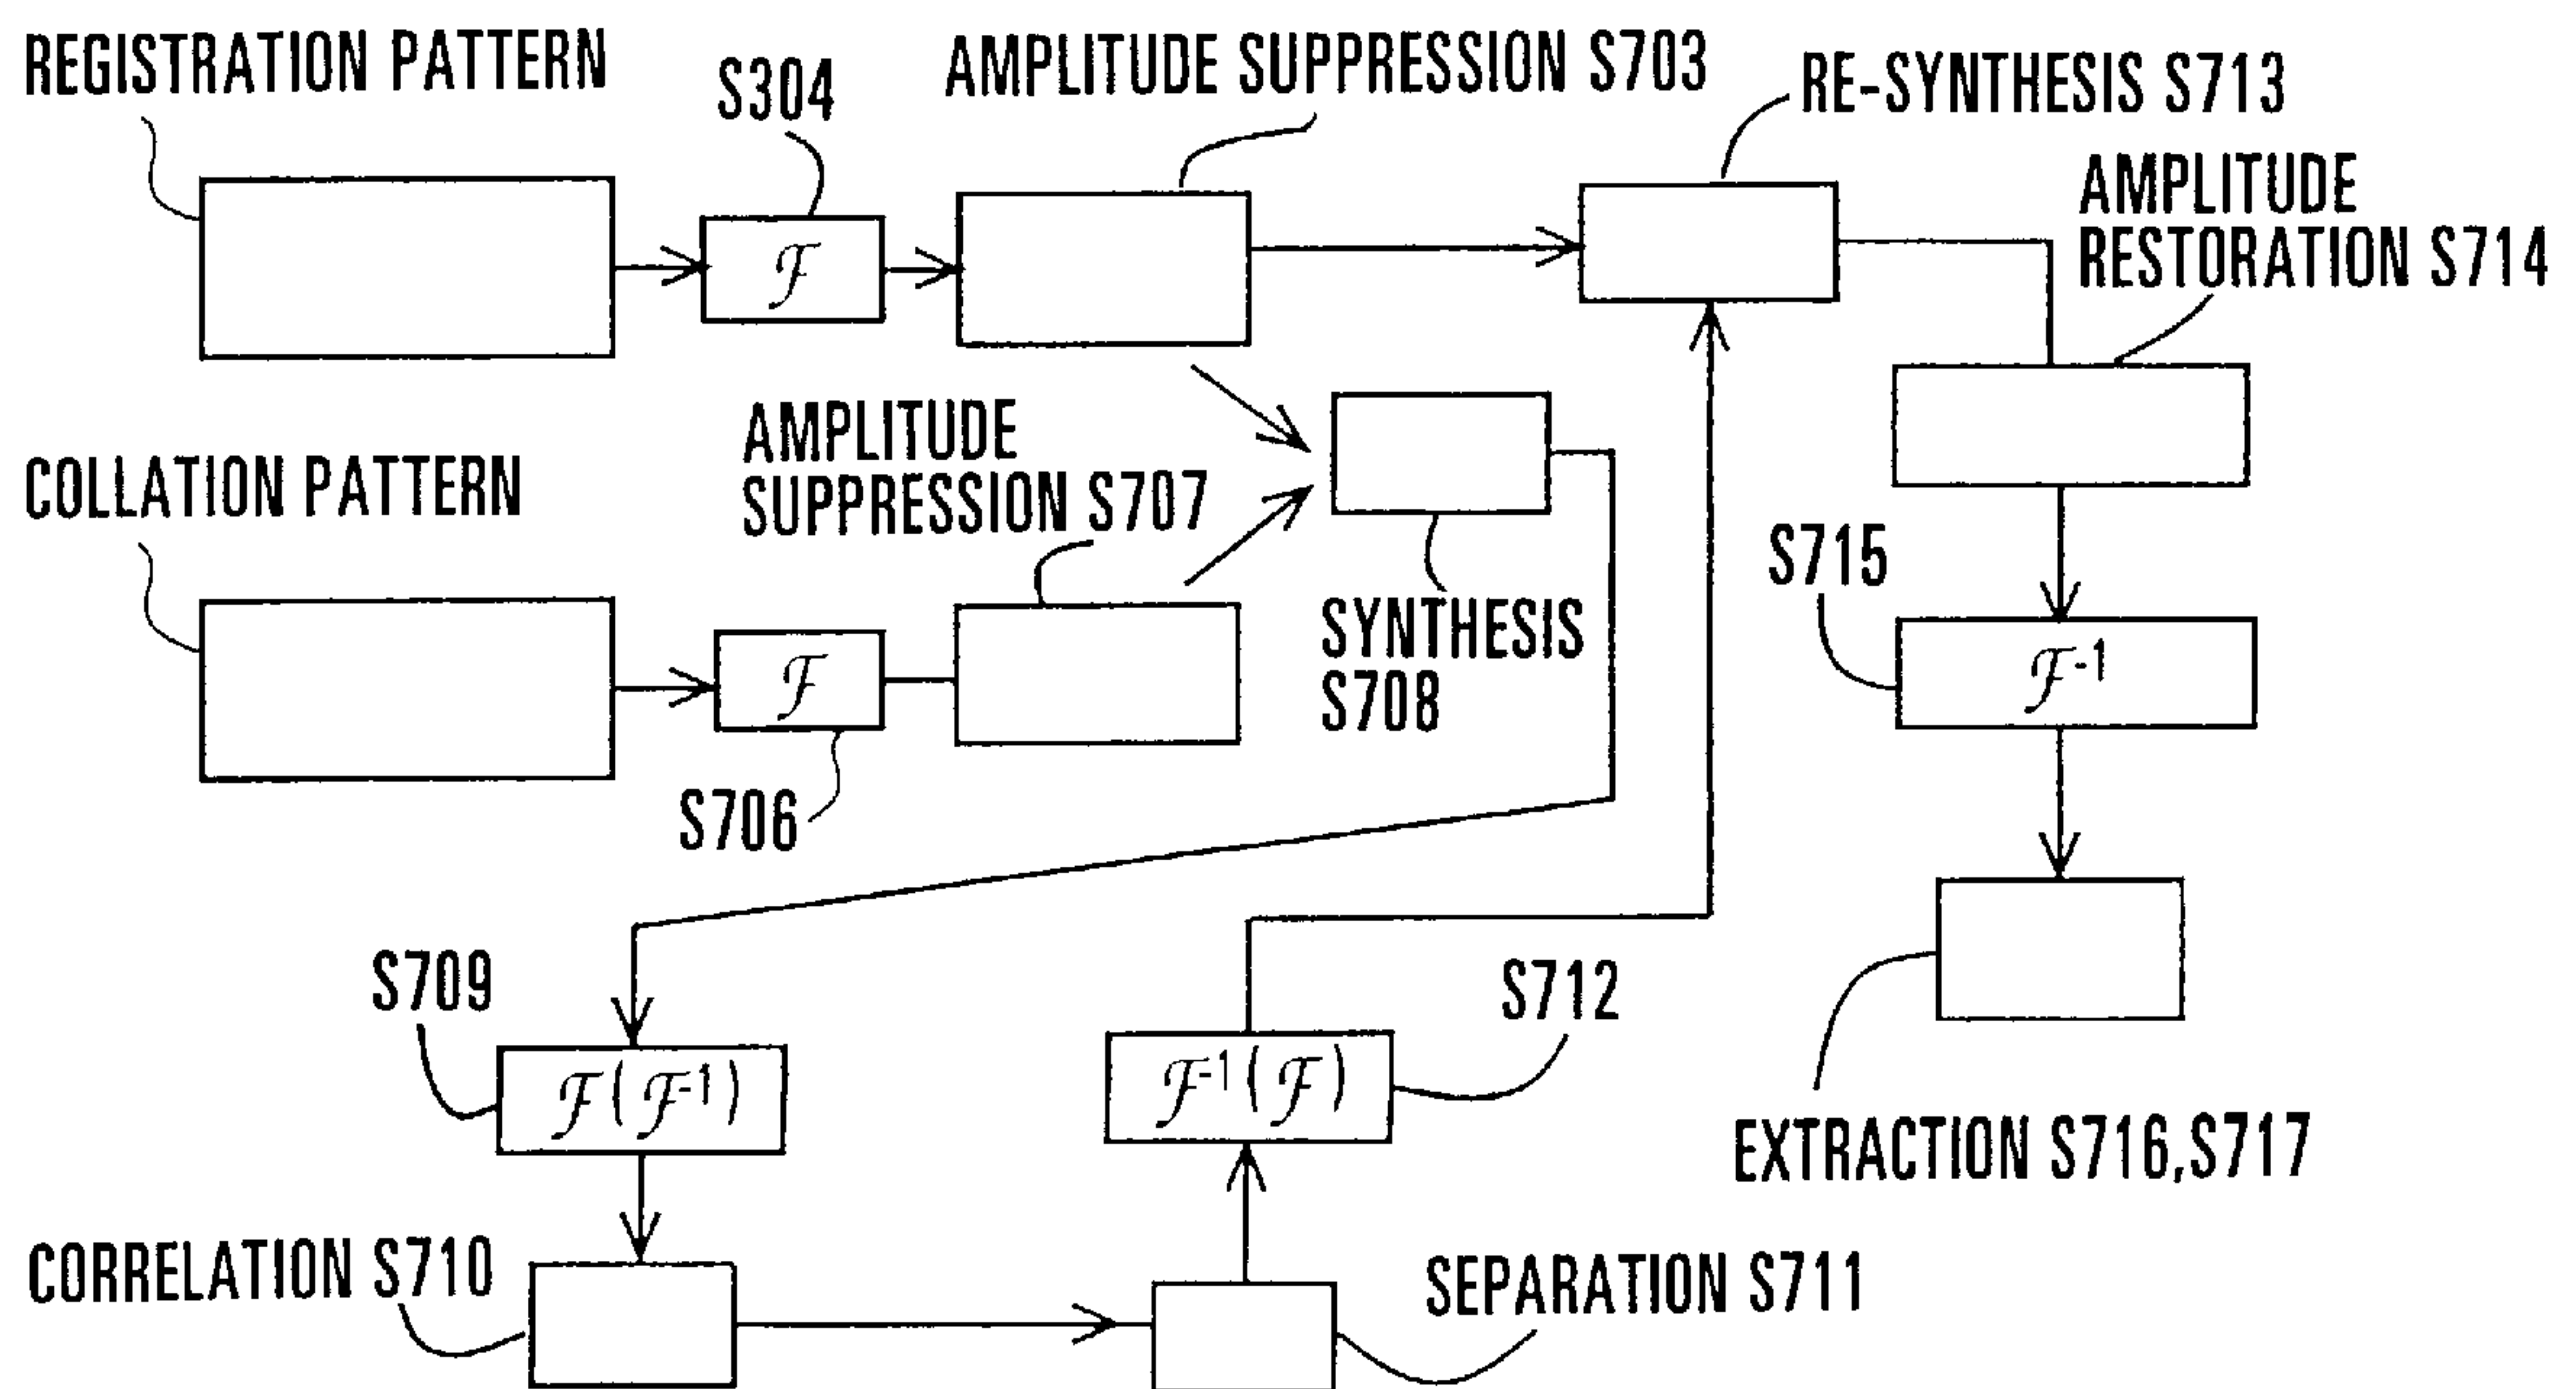 REGISTRATION PATTERN
S304
AMPLITUDE SUPPRESSION S703
RE-SYNTHESIS S713
AMPLITUDE
RESTORATION S714
ℱ
AMPLITUDE
SUPPRESSION S707
COLLATION PATTERN
S715
SYNTHESIS
S708
ℱ
ℱ-1
S706
S709
S712
ℱ(ℱ-1)
ℱ-1(ℱ)
EXTRACTION S716,S717
CORRELATION S710
SEPARATION S711